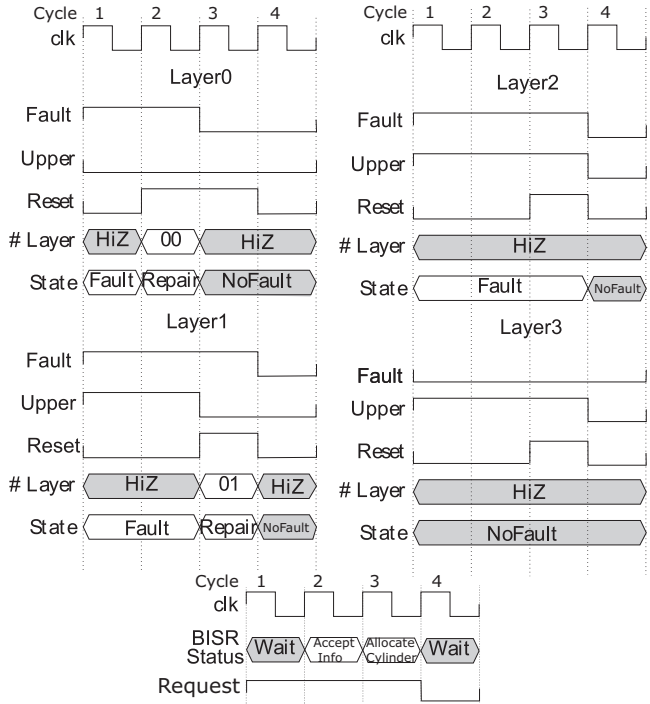 Cycle 1 2 3 4
clk
Layer0
Fault
Upper
Reset
# Layer HiZ 00 HiZ
State Fault Repair NoFault
Layer1
Fault
Upper
Reset
# Layer HiZ 01 HiZ
State Fault Repair NoFault
Cycle 1 2 3 4
clk
Layer2
Fault
Upper
Reset
# Layer HiZ
State Fault NoFault
Layer3
Fault
Upper
Reset
# Layer HiZ
State NoFault
Cycle 1 2 3 4
clk
BISR Status Wait Accept Info Allocate Cylinder Wait
Request